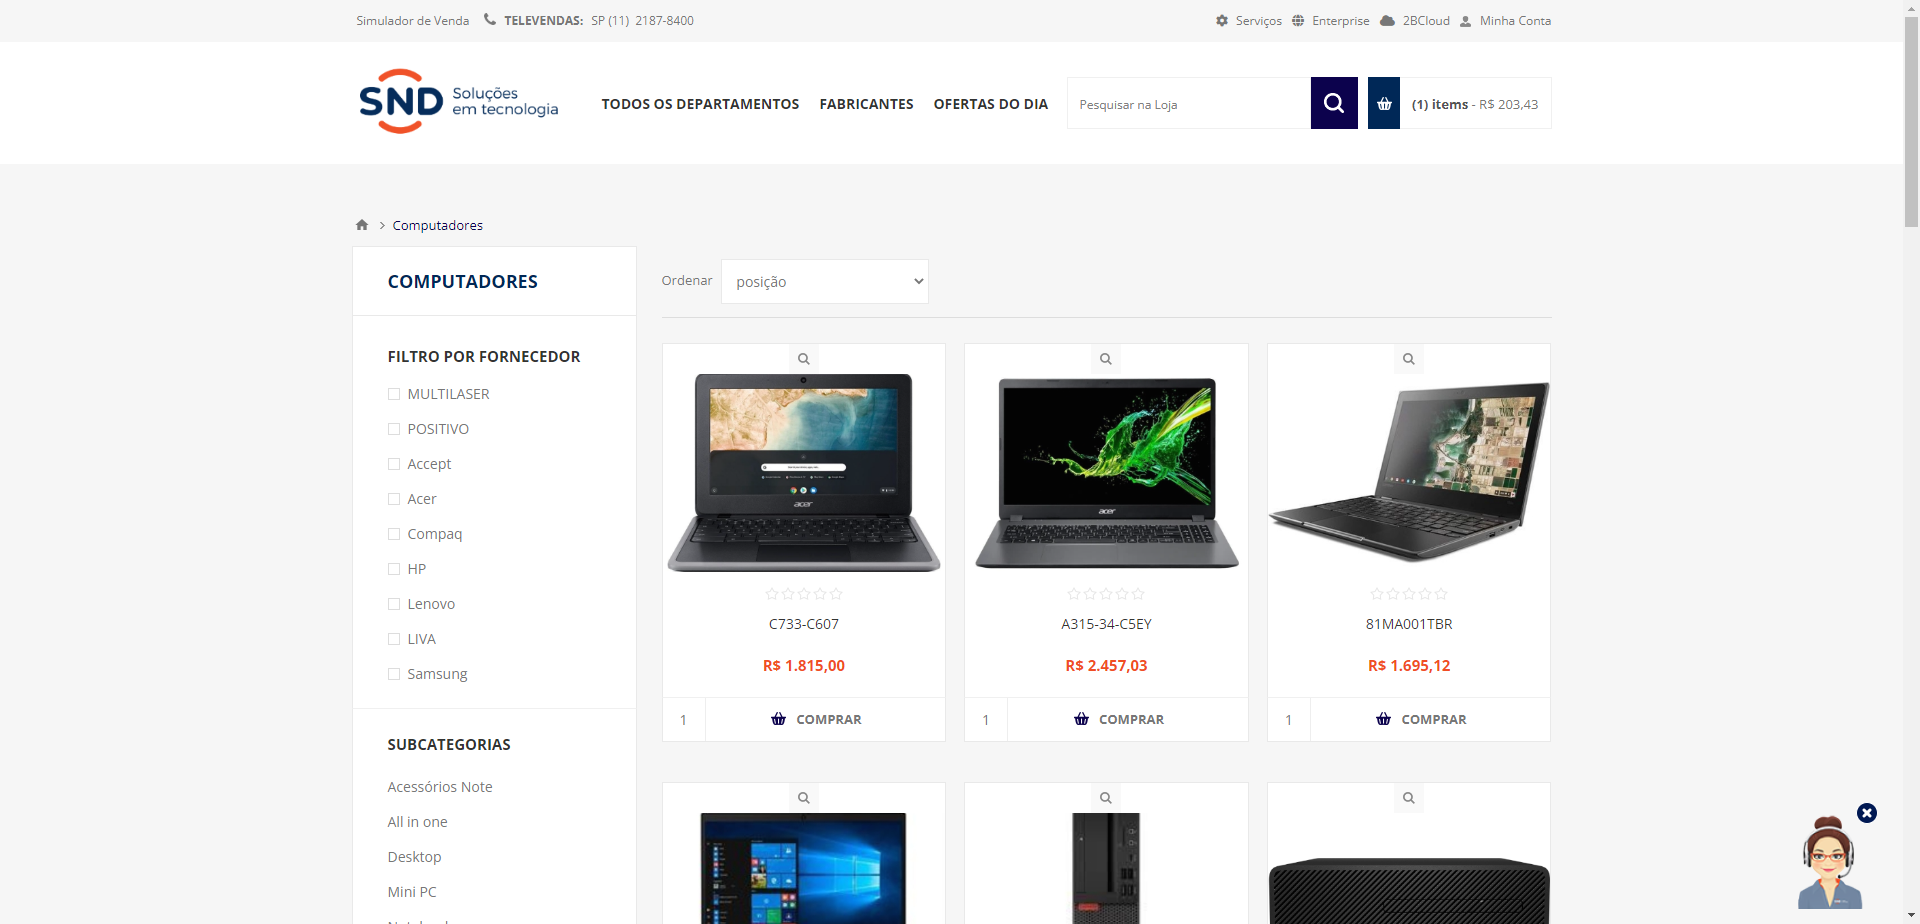 Simulador de Venda TELEVENDAS: SP (11) 2187-8400
Serviços Enterprise 2BCloud Minha Conta
SND Soluções em tecnologia
TODOS OS DEPARTAMENTOS FABRICANTES OFERTAS DO DIA
Pesquisar na Loja
(1) items - R$ 203,43
> Computadores
COMPUTADORES
FILTRO POR FORNECEDOR
MULTILASER
POSITIVO
Accept
Acer
Compaq
HP
Lenovo
LIVA
Samsung
SUBCATEGORIAS
Acessórios Note
All in one
Desktop
Mini PC
Ordenar posição
acer
acer
C733-C607
R$ 1.815,00
1 COMPRAR
A315-34-C5EY
R$ 2.457,03
1 COMPRAR
81MA001TBR
R$ 1.695,12
1 COMPRAR